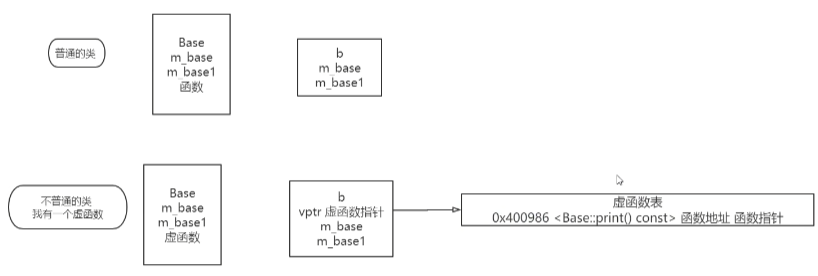 普通的类
Base
m_base
m_base1
函数
b
m_base
m_base1
不普通的类
我有一个虚函数
Base
m_base
m_base1
虚函数
b
vptr 虚函数指针
m_base
m_base1
虚函数表
0x400986 <Base::print() const> 函数地址 函数指针